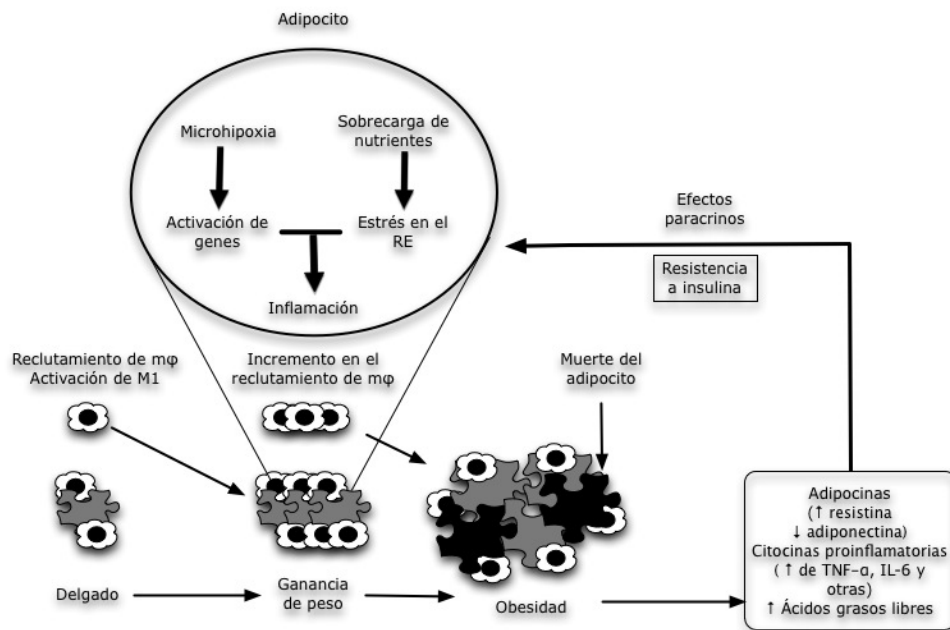 Adipocito
Microhipoxia
Sobrecarga de
nutrientes
Activación de
genes
Estrés en el
RE
Inflamación
Efectos
paracrinos
Resistencia
a insulina
Reclutamiento de mφ
Activación de M1
Incremento en el
reclutamiento de mφ
Muerte del
adipocito
Adipocinas
(↑ resistina
↓ adiponectina)
Citocinas proinflamatorias
(↑ de TNF-α, IL-6 y
otras)
↑ Ácidos grasos libres
Delgado
Ganancia
de peso
Obesidad